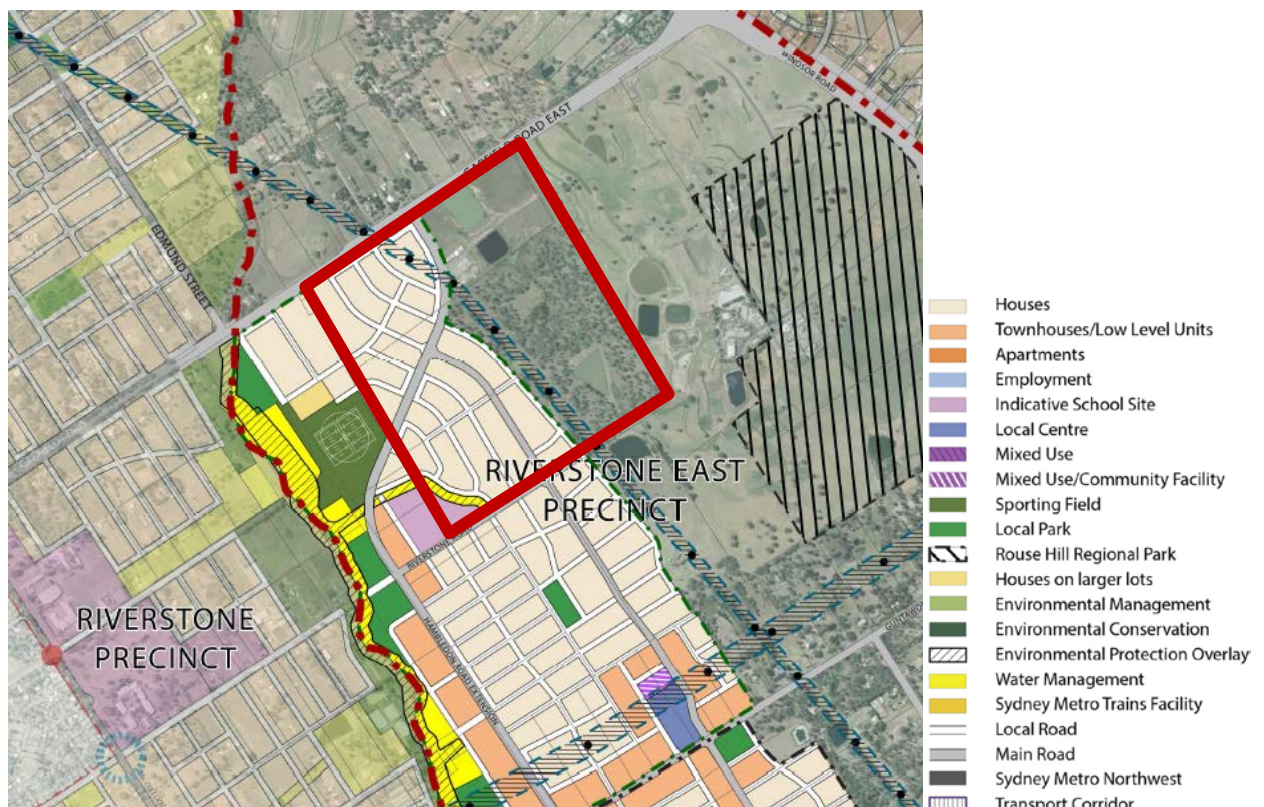 WINDSOR ROAD
ROAD EAST
EDMUND STREET
RIVERSTONE EAST
PRECINCT
RIVERSTONE
PRECINCT
HAMBLEDON ROAD EXTENSION
Houses
Townhouses/Low Level Units
Apartments
Employment
Indicative School Site
Local Centre
Mixed Use
Mixed Use/Community Facility
Sporting Field
Local Park
Rouse Hill Regional Park
Houses on larger lots
Environmental Management
Environmental Conservation
Environmental Protection Overlay
Water Management
Sydney Metro Trains Facility
Local Road
Main Road
Sydney Metro Northwest
Transport Corridor